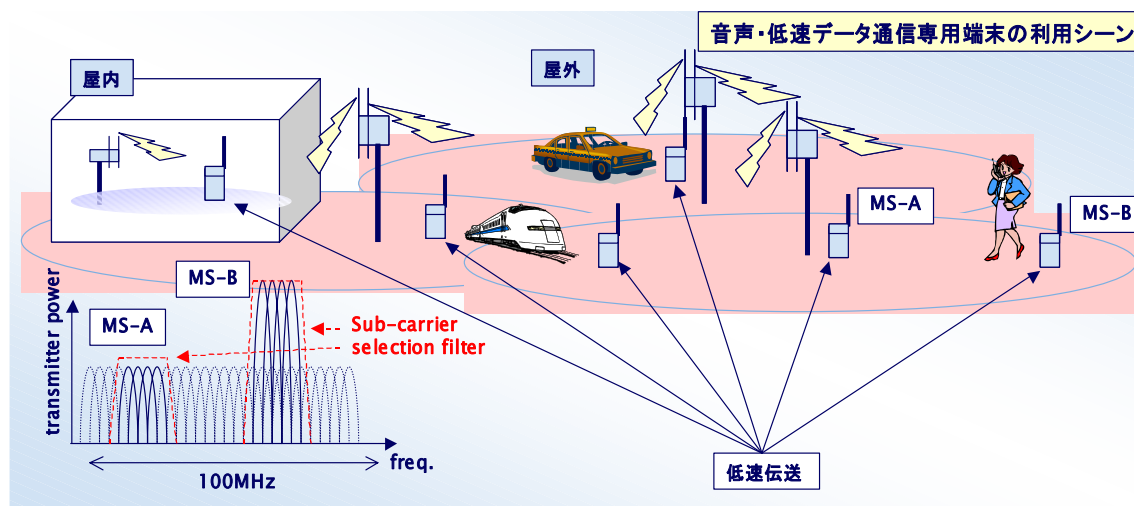 音声・低速データ通信専用端末の利用シーン
屋内
屋外
MS-A
MS-B
MS-B
MS-A
Sub-carrier
selection filter
transmitter power
freq.
100MHz
低速伝送